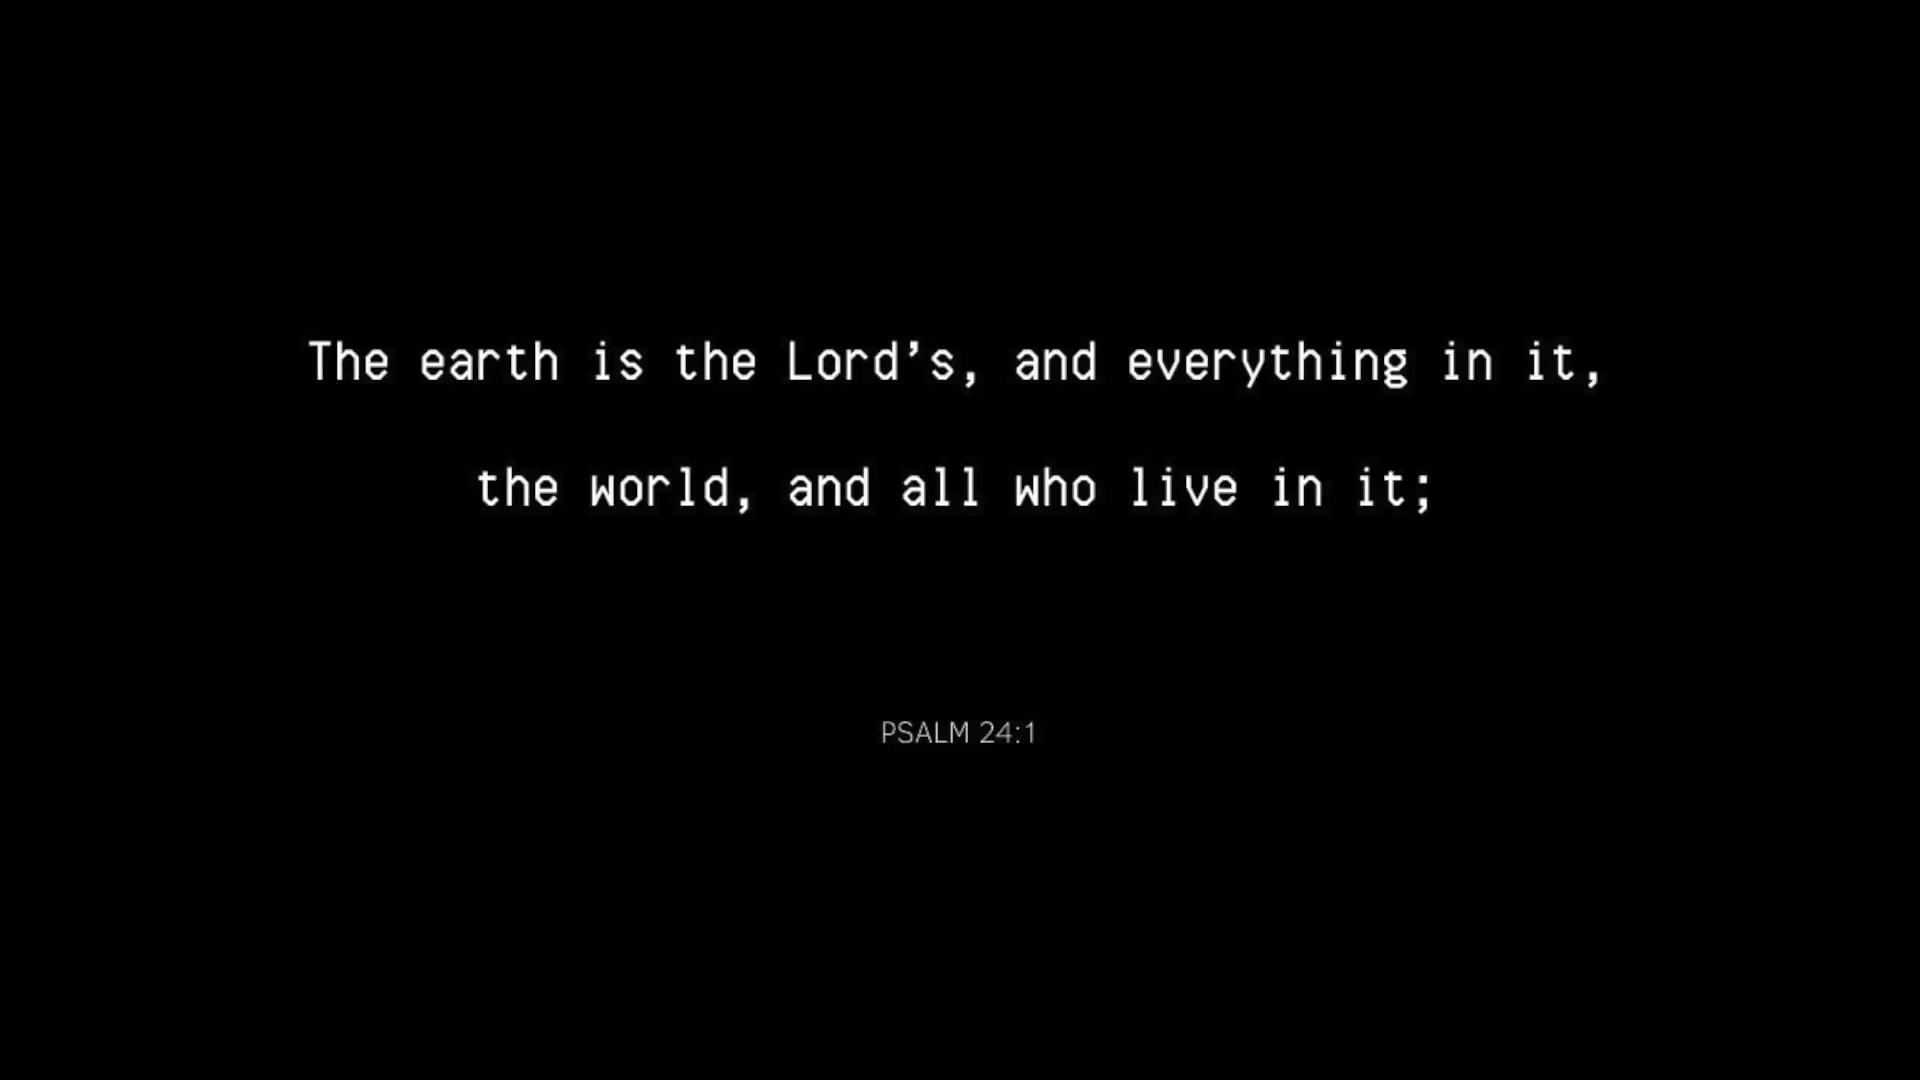 The earth is the Lord’s, and everything in it,
the world, and all who live in it;
PSALM 24:1